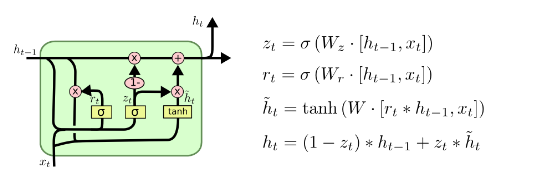 h_t
h_{t-1}
x x +
1-
x r_t z_t x h̃_t
σ σ tanh
x_t
z_t = σ (W_z · [h_{t-1}, x_t])
r_t = σ (W_r · [h_{t-1}, x_t])
h̃_t = tanh (W · [r_t * h_{t-1}, x_t])
h_t = (1 − z_t) * h_{t-1} + z_t * h̃_t